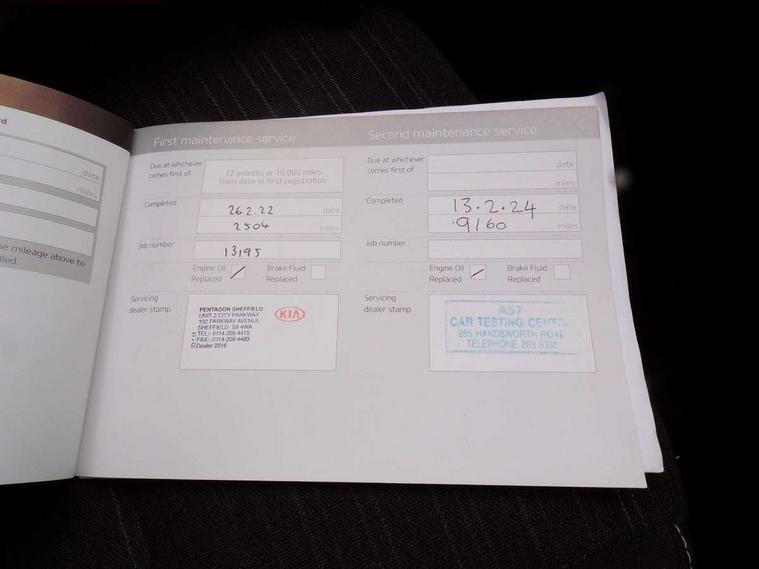 rd
date
miles
e mileage above to
lled.
First maintenance service
Due at whichever
comes first of
12 months or 10,000 miles
from date of first registration
Completed
26.2.22 date
2504 miles
Job number
13195
Engine Oil
Replaced
Brake Fluid
Replaced
Servicing
dealer stamp
PENTAGON SHEFFIELD
UNIT 2 CITY PARKWAY
102 PARKWAY AVENUE
SHEFFIELD S9 4WA
TEL:- 0114 209 4415
FAX:- 0114 209 4480
Dealer 2016
KIA
Second maintenance service
Due at whichever
comes first of
date
miles
Completed
13.2.24 date
9160 miles
Job number
Engine Oil
Replaced
Brake Fluid
Replaced
Servicing
dealer stamp
A57
CAR TESTING
265 HANDSWORTH ROAD
TELEPHONE 269 6335